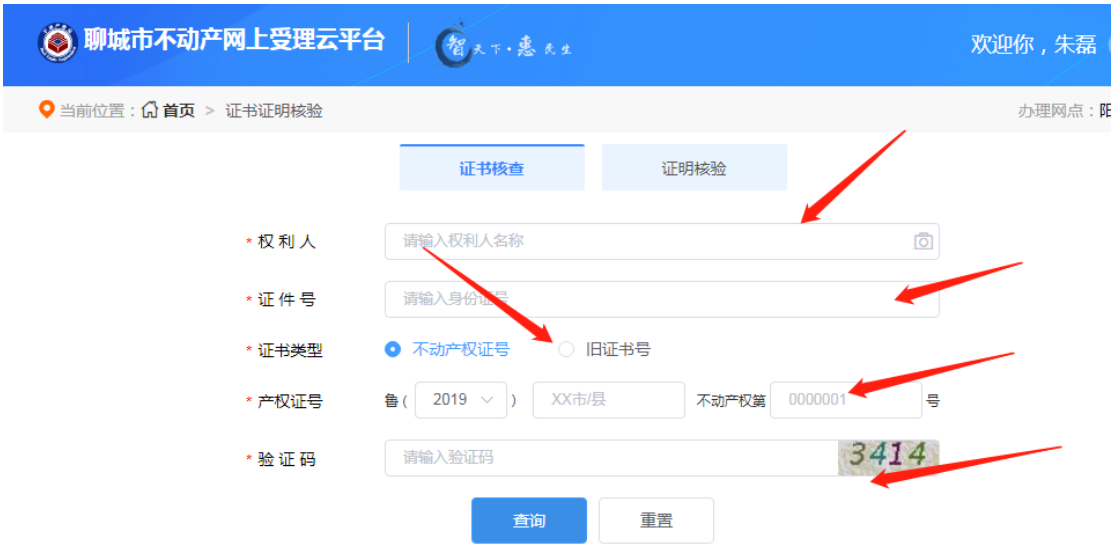 聊城市不动产网上受理云平台 智天下·惠民生 欢迎你，朱磊
当前位置： 首页 > 证书证明核验 办理网点：阳
证书核查 证明核验
* 权利人 请输入权利人名称
* 证件号 请输入身份证号
* 证书类型 不动产权证号 旧证书号
* 产权证号 鲁 ( 2019 ) XX市/县 不动产权第 0000001 号
* 验证码 请输入验证码 3414
查询 重置